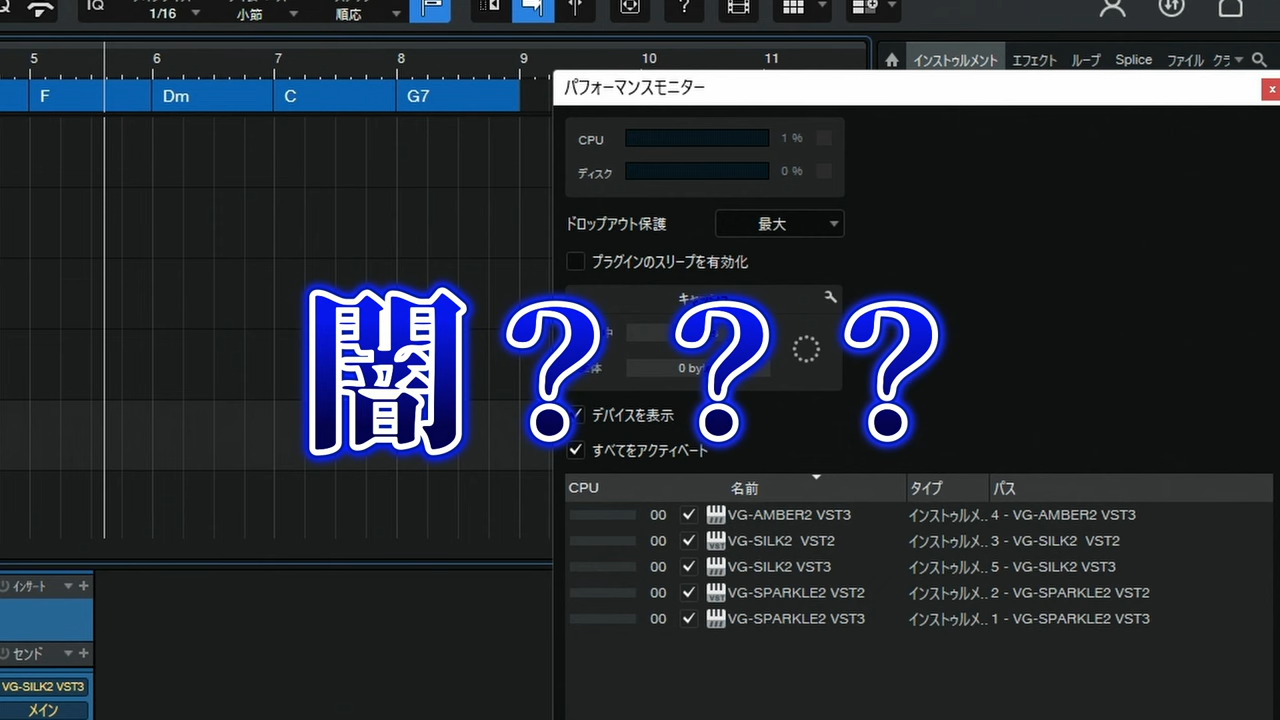 IQ
1/16
小節
順応
?
5 6 7 8 9 10 11
F Dm C G7
インストゥルメント エフェクト ループ Splice ファイル クラ
パフォーマンスモニター
x
CPU 1 %
ディスク 0 %
ドロップアウト保護 最大
プラグインのスリープを有効化
闇???
0 by
デバイスを表示
すべてをアクティベート
CPU 名前 タイプ パス
00 VG-AMBER2 VST3 インストゥルメ.. 4 - VG-AMBER2 VST3
00 VG-SILK2 VST2 インストゥルメ.. 3 - VG-SILK2 VST2
00 VG-SILK2 VST3 インストゥルメ.. 5 - VG-SILK2 VST3
00 VG-SPARKLE2 VST2 インストゥルメ.. 2 - VG-SPARKLE2 VST2
00 VG-SPARKLE2 VST3 インストゥルメ.. 1 - VG-SPARKLE2 VST3
インサート
センド
VG-SILK2 VST3
メイン